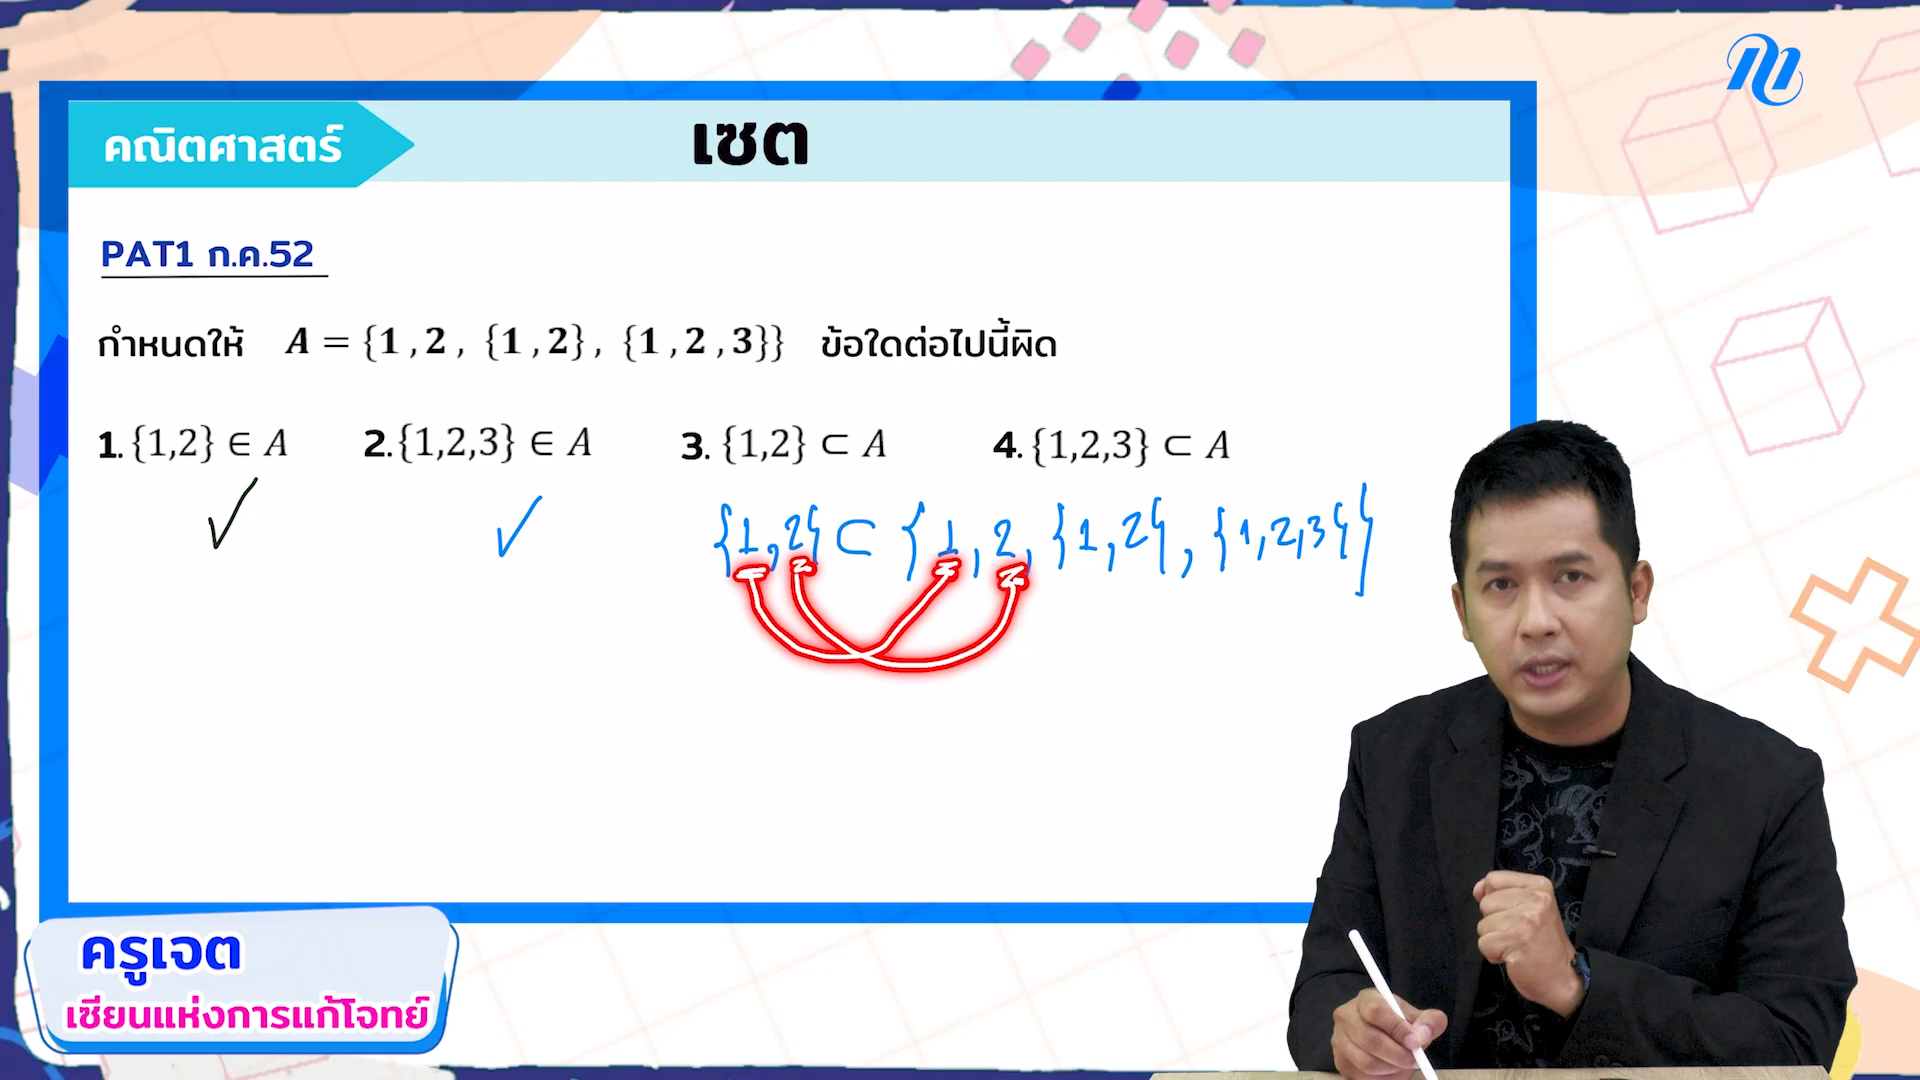 คณิตศาสตร์
เซต
PAT1 ก.ค.52
กำหนดให้ A = {1 , 2 , {1 , 2} , {1 , 2 , 3}} ข้อใดต่อไปนี้ผิด
1. {1,2} ∈ A 2. {1,2,3} ∈ A 3. {1,2} ⊂ A 4. {1,2,3} ⊂ A
{1,2} ⊂ {1,2,{1,2},{1,2,3}}
ครูเจต
เซียนแห่งการแก้โจทย์